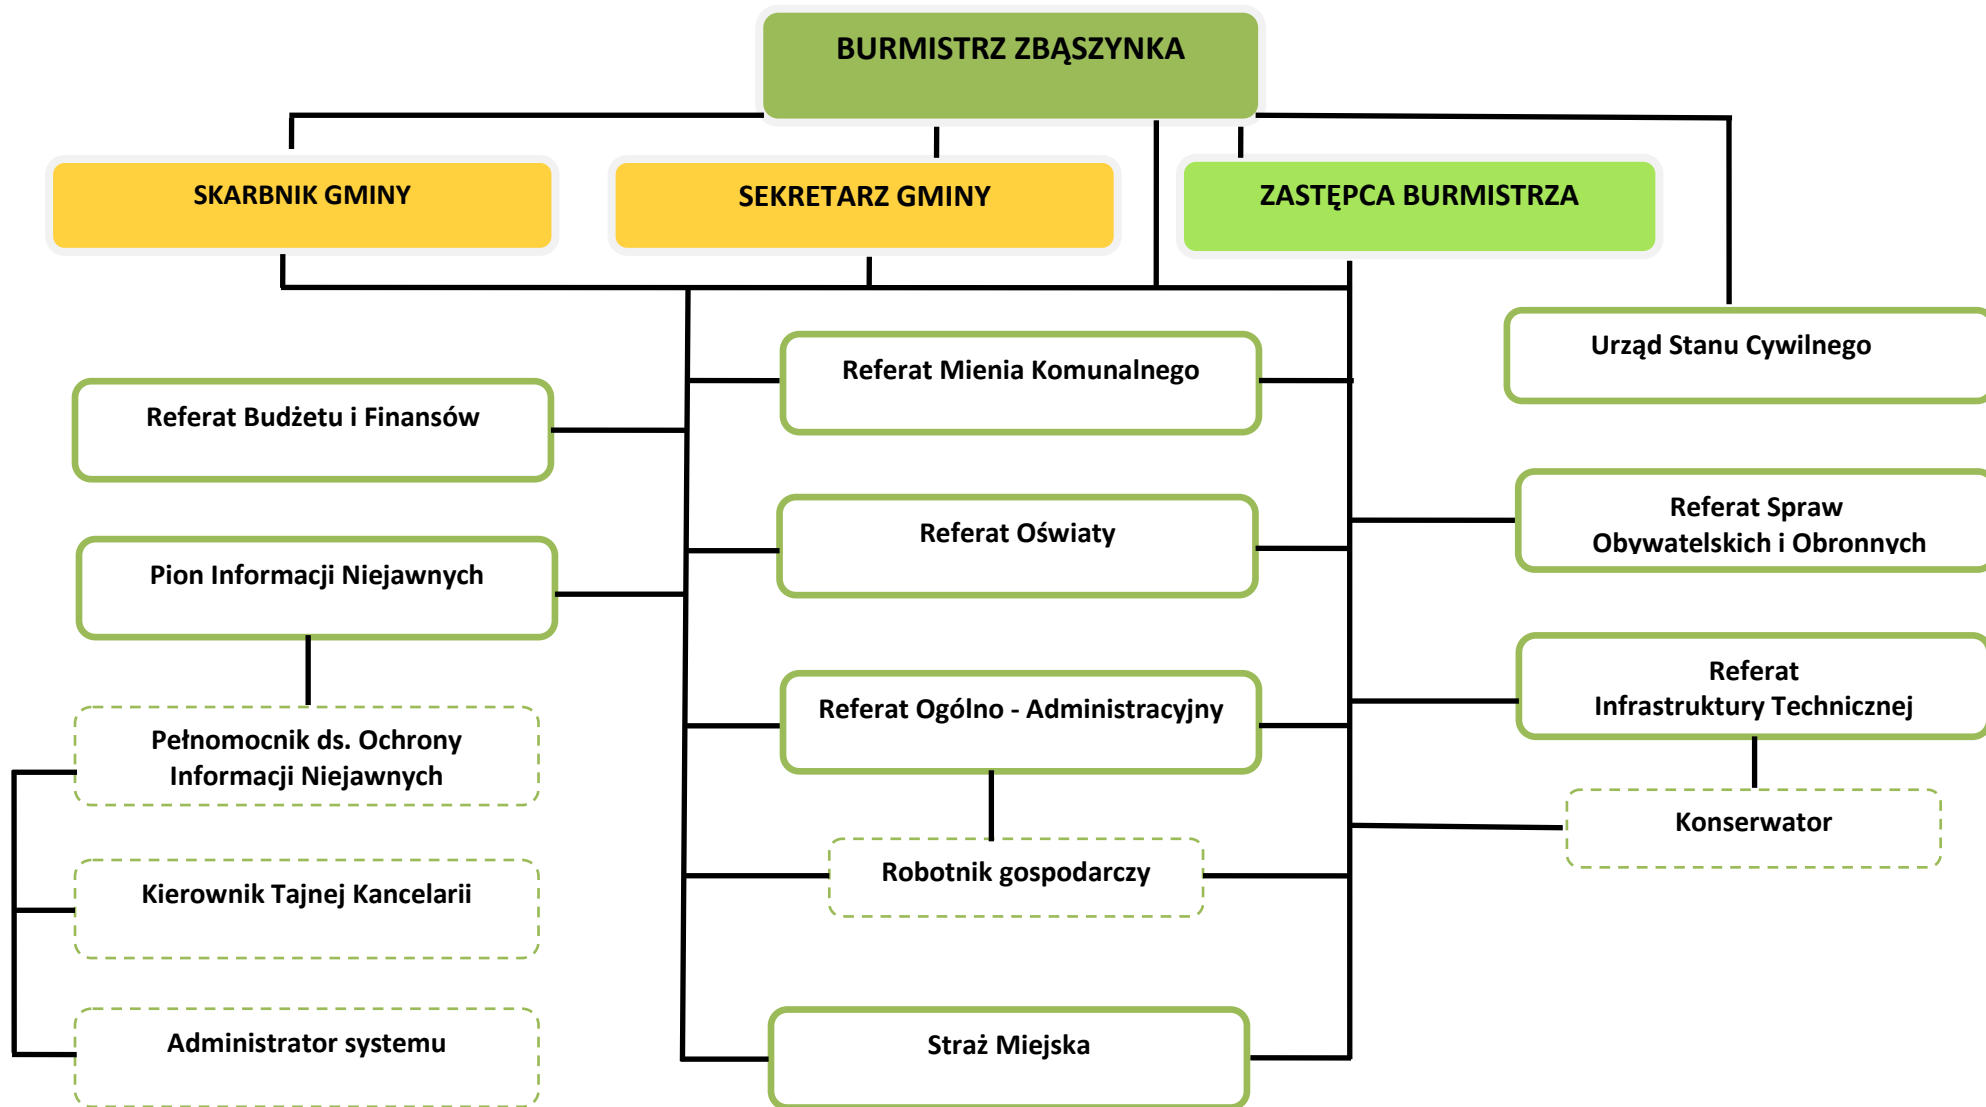 BURMISTRZ ZBĄSZYNKA
SKARBNIK GMINY
SEKRETARZ GMINY
ZASTĘPCA BURMISTRZA
Urząd Stanu Cywilnego
Referat Mienia Komunalnego
Referat Budżetu i Finansów
Referat Spraw
Obywatelskich i Obronnych
Referat Oświaty
Pion Informacji Niejawnych
Referat
Infrastruktury Technicznej
Referat Ogólno - Administracyjny
Pełnomocnik ds. Ochrony
Informacji Niejawnych
Konserwator
Robotnik gospodarczy
Kierownik Tajnej Kancelarii
Administrator systemu
Straż Miejska